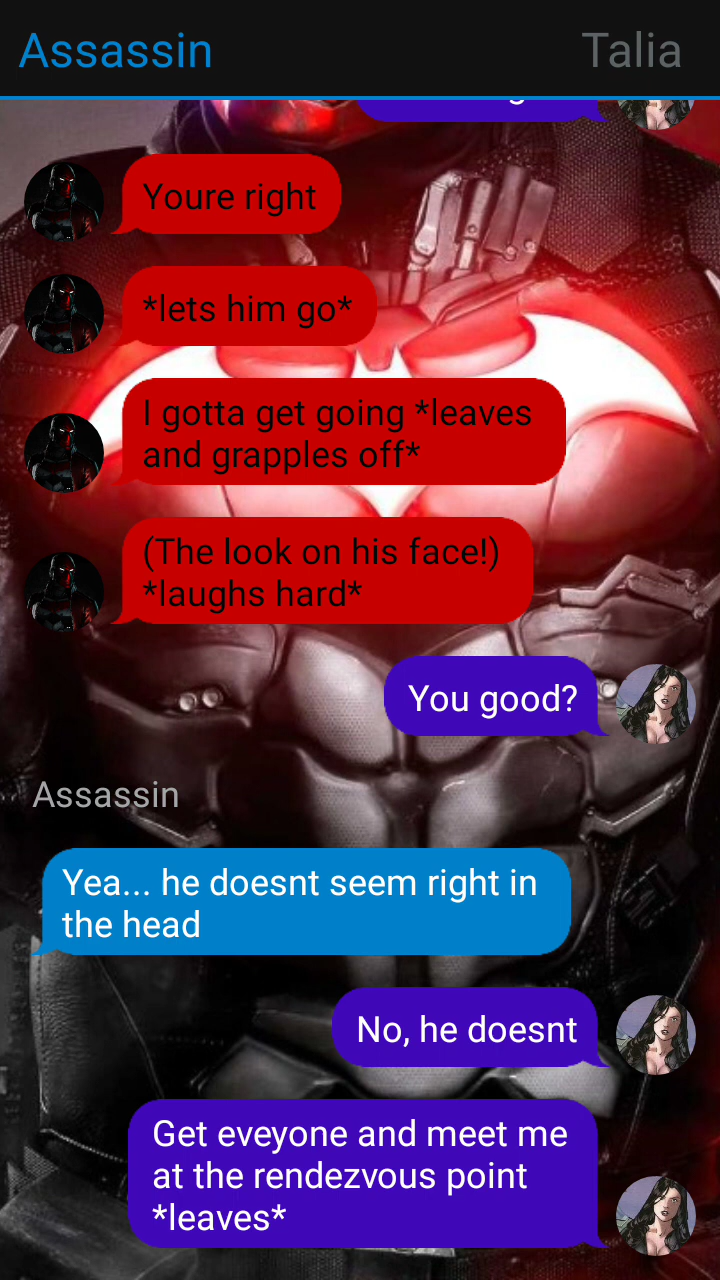 Assassin
Talia
Youre right
*lets him go*
I gotta get going *leaves
and grapples off*
(The look on his face!)
*laughs hard*
You good?
Assassin
Yea... he doesnt seem right in
the head
No, he doesnt
Get eveyone and meet me
at the rendezvous point
*leaves*